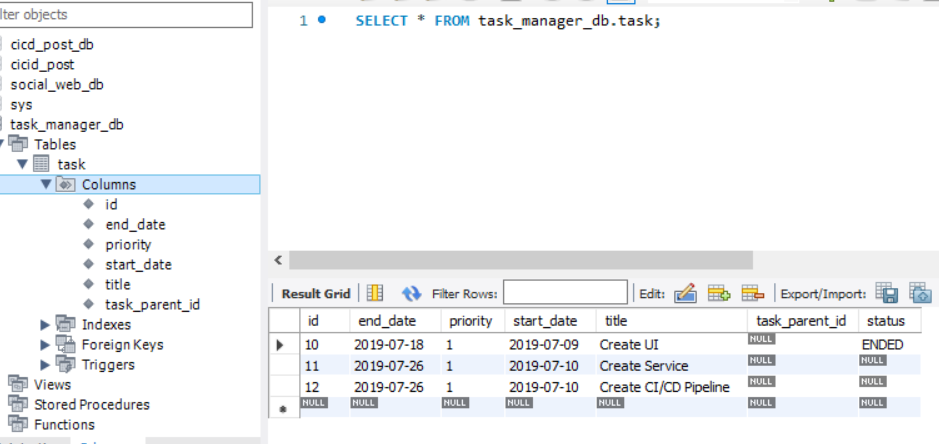 lter objects
cicd_post_db
cicid_post
social_web_db
sys
task_manager_db
Tables
task
Columns
id
end_date
priority
start_date
title
task_parent_id
Indexes
Foreign Keys
Triggers
Views
Stored Procedures
Functions
1 SELECT * FROM task_manager_db.task;
Result Grid Filter Rows: Edit: Export/Import:
id end_date priority start_date title task_parent_id status
10 2019-07-18 1 2019-07-09 Create UI NULL ENDED
11 2019-07-26 1 2019-07-10 Create Service NULL NULL
12 2019-07-26 1 2019-07-10 Create CI/CD Pipeline NULL NULL
NULL NULL NULL NULL NULL NULL NULL